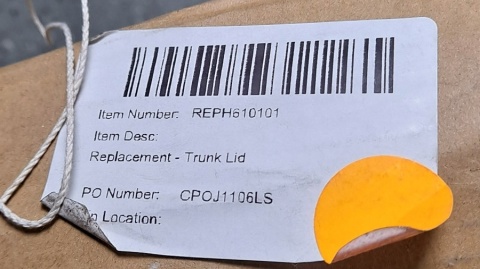 Item Number: REPH610101
Item Desc:
Replacement - Trunk Lid
PO Number: CPOJ1106LS
Location: